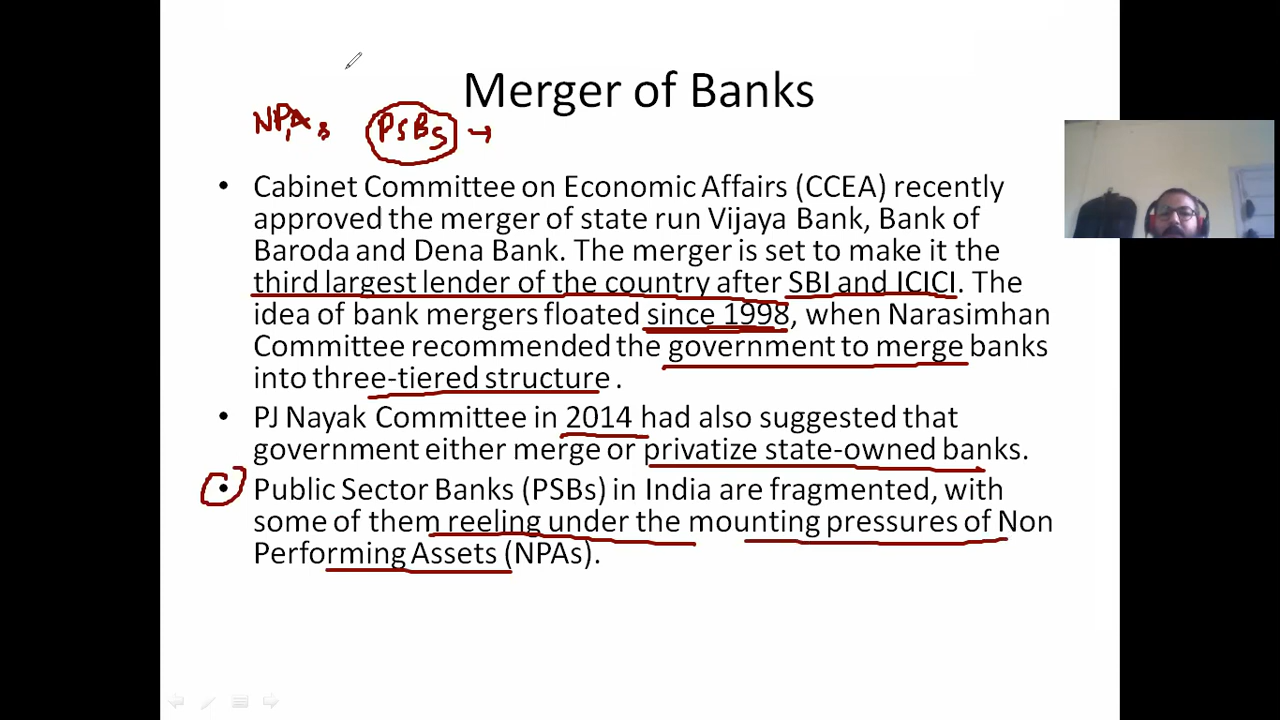 Merger of Banks
NPAs PSBs →
• Cabinet Committee on Economic Affairs (CCEA) recently
approved the merger of state run Vijaya Bank, Bank of
Baroda and Dena Bank. The merger is set to make it the
third largest lender of the country after SBI and ICICI. The
idea of bank mergers floated since 1998, when Narasimhan
Committee recommended the government to merge banks
into three-tiered structure .
• PJ Nayak Committee in 2014 had also suggested that
government either merge or privatize state-owned banks.
• Public Sector Banks (PSBs) in India are fragmented, with
some of them reeling under the mounting pressures of Non
Performing Assets (NPAs).